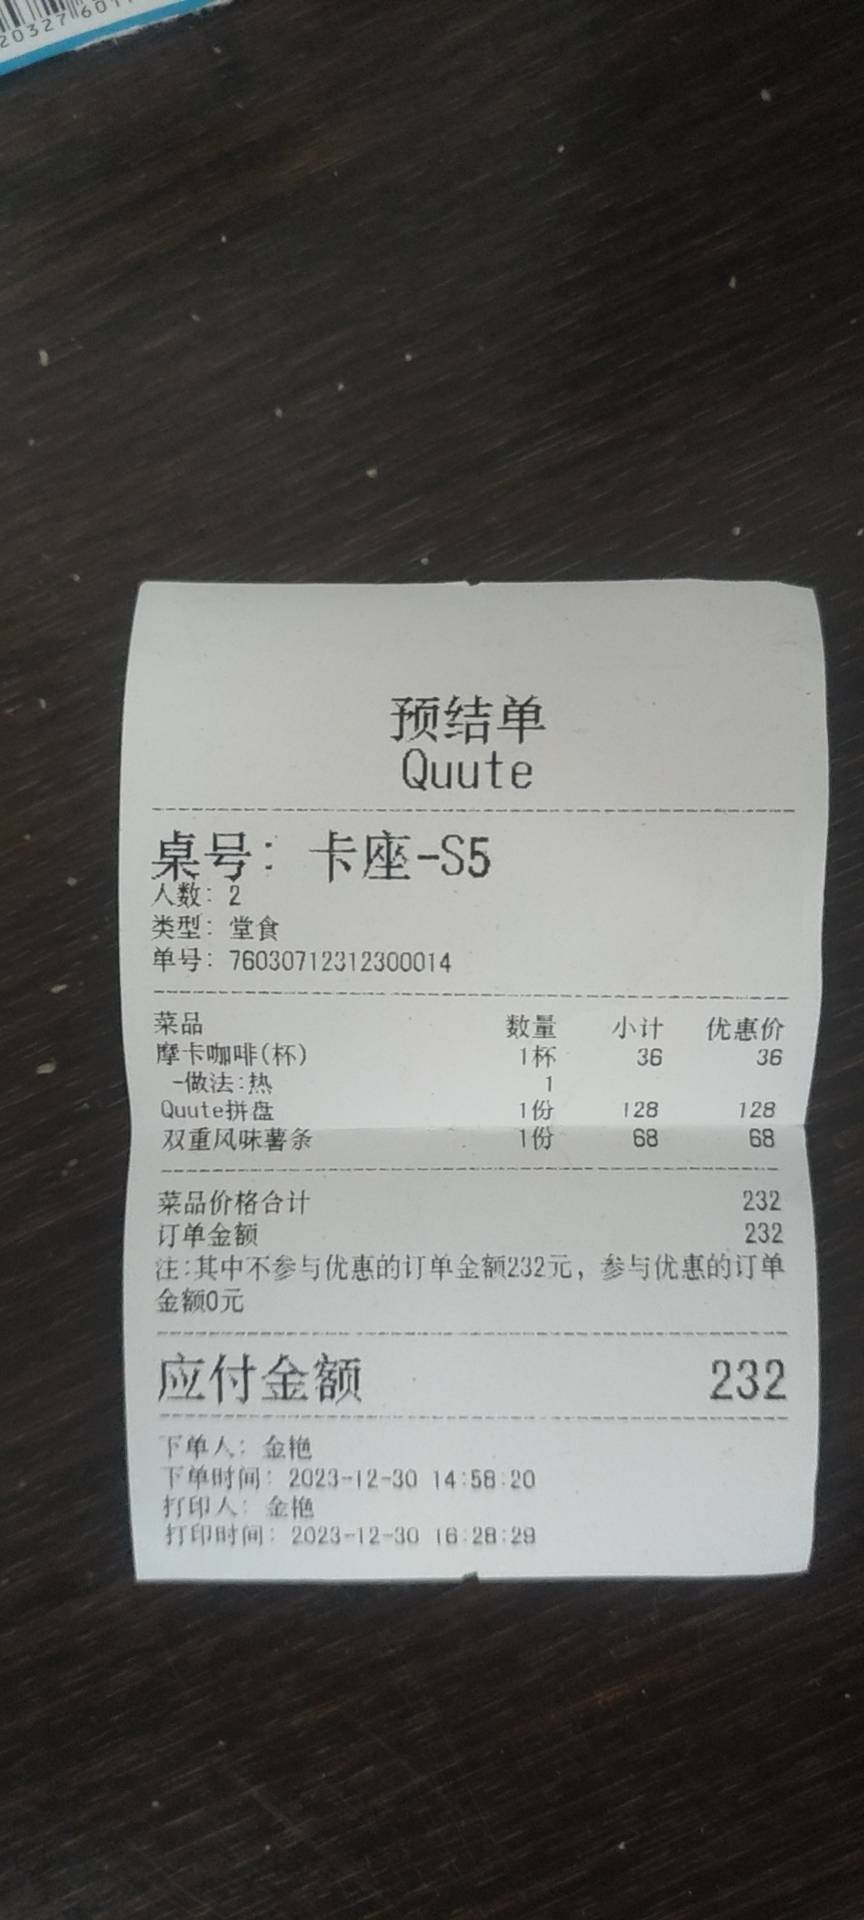 预结单
Quute
桌号：卡座-S5
人数：2
类型：堂食
单号：76030712312300014
菜品 数量 小计 优惠价
摩卡咖啡(杯) 1杯 36 36
-做法:热 1
Quute拼盘 1份 128 128
双重风味薯条 1份 68 68
菜品价格合计 232
订单金额 232
注:其中不参与优惠的订单金额232元，参与优惠的订单
金额0元
应付金额 232
下单人：金艳
下单时间：2023-12-30 14:58:20
打印人：金艳
打印时间：2023-12-30 16:28:29